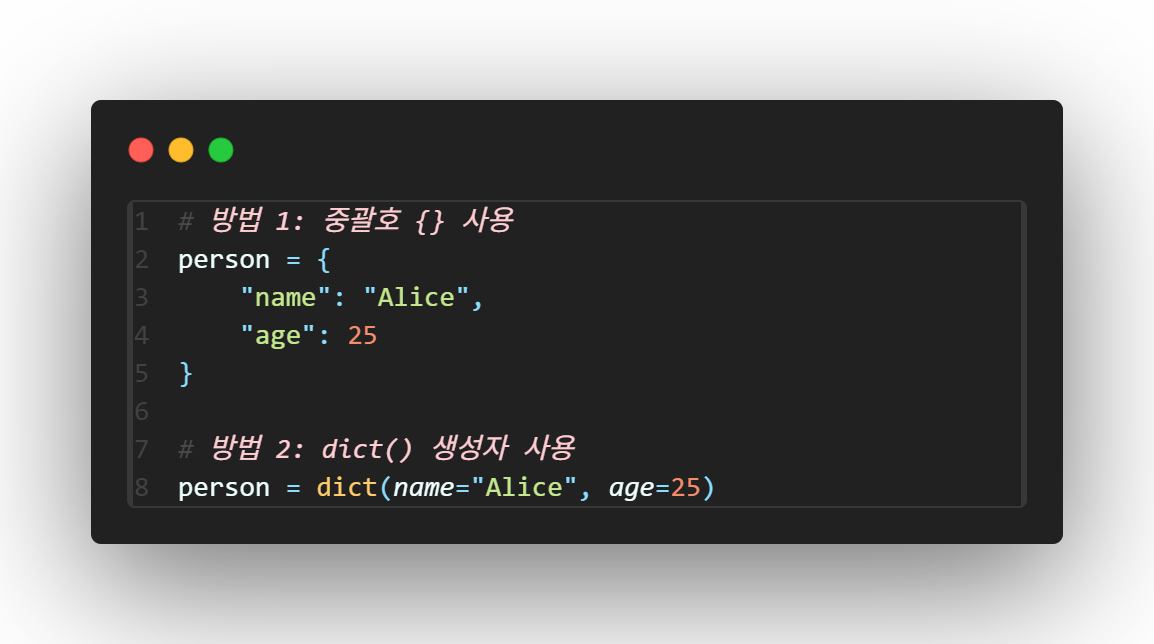 1 # 방법 1: 중괄호 {} 사용
2 person = {
3     "name": "Alice",
4     "age": 25
5 }
6
7 # 방법 2: dict() 생성자 사용
8 person = dict(name="Alice", age=25)